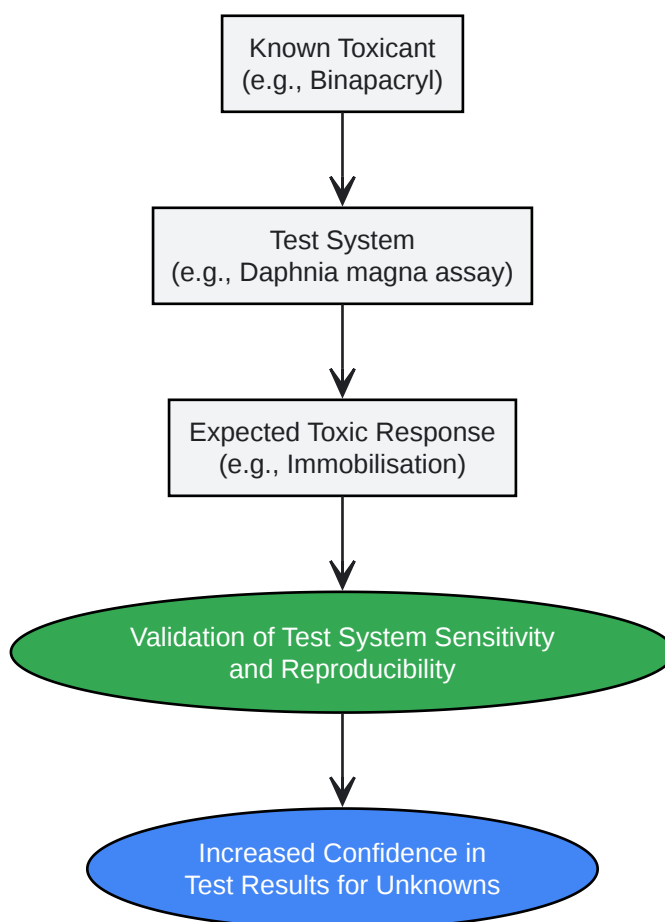 Known Toxicant
(e.g., Binapacryl)
Test System
(e.g., Daphnia magna assay)
Expected Toxic Response
(e.g., Immobilisation)
Validation of Test System Sensitivity
and Reproducibility
Increased Confidence in
Test Results for Unknowns